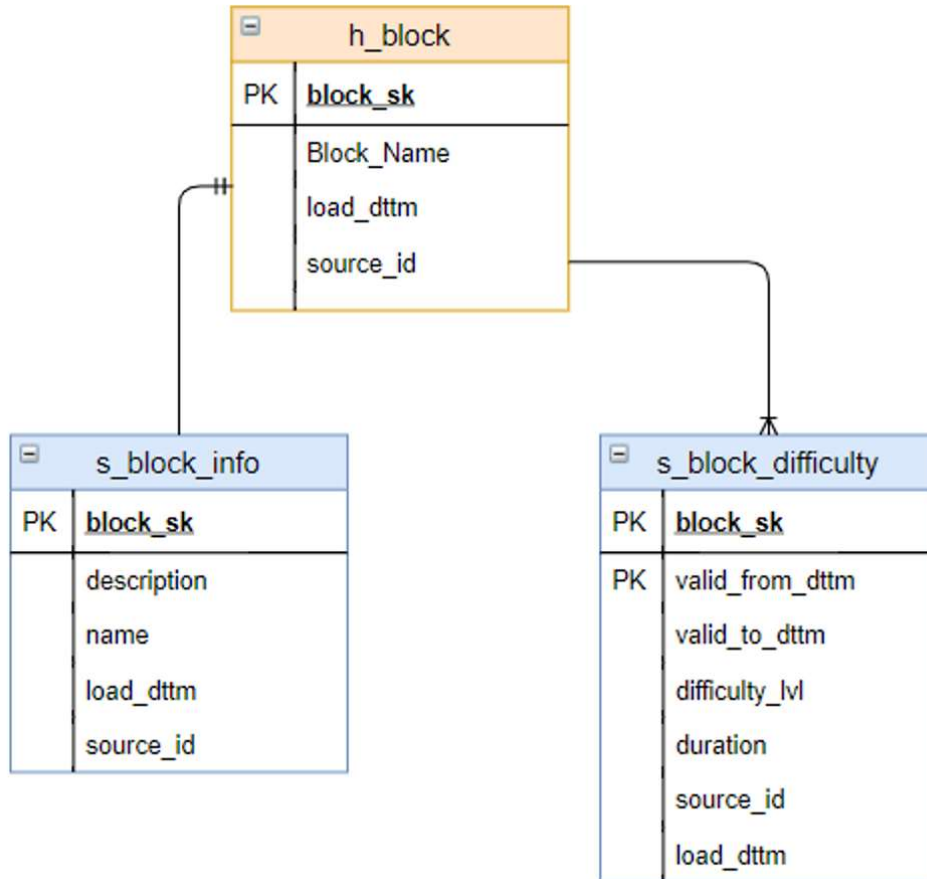 h_block
PK block_sk
Block_Name
load_dttm
source_id
s_block_info
PK block_sk
description
name
load_dttm
source_id
s_block_difficulty
PK block_sk
PK valid_from_dttm
valid_to_dttm
difficulty_lvl
duration
source_id
load_dttm